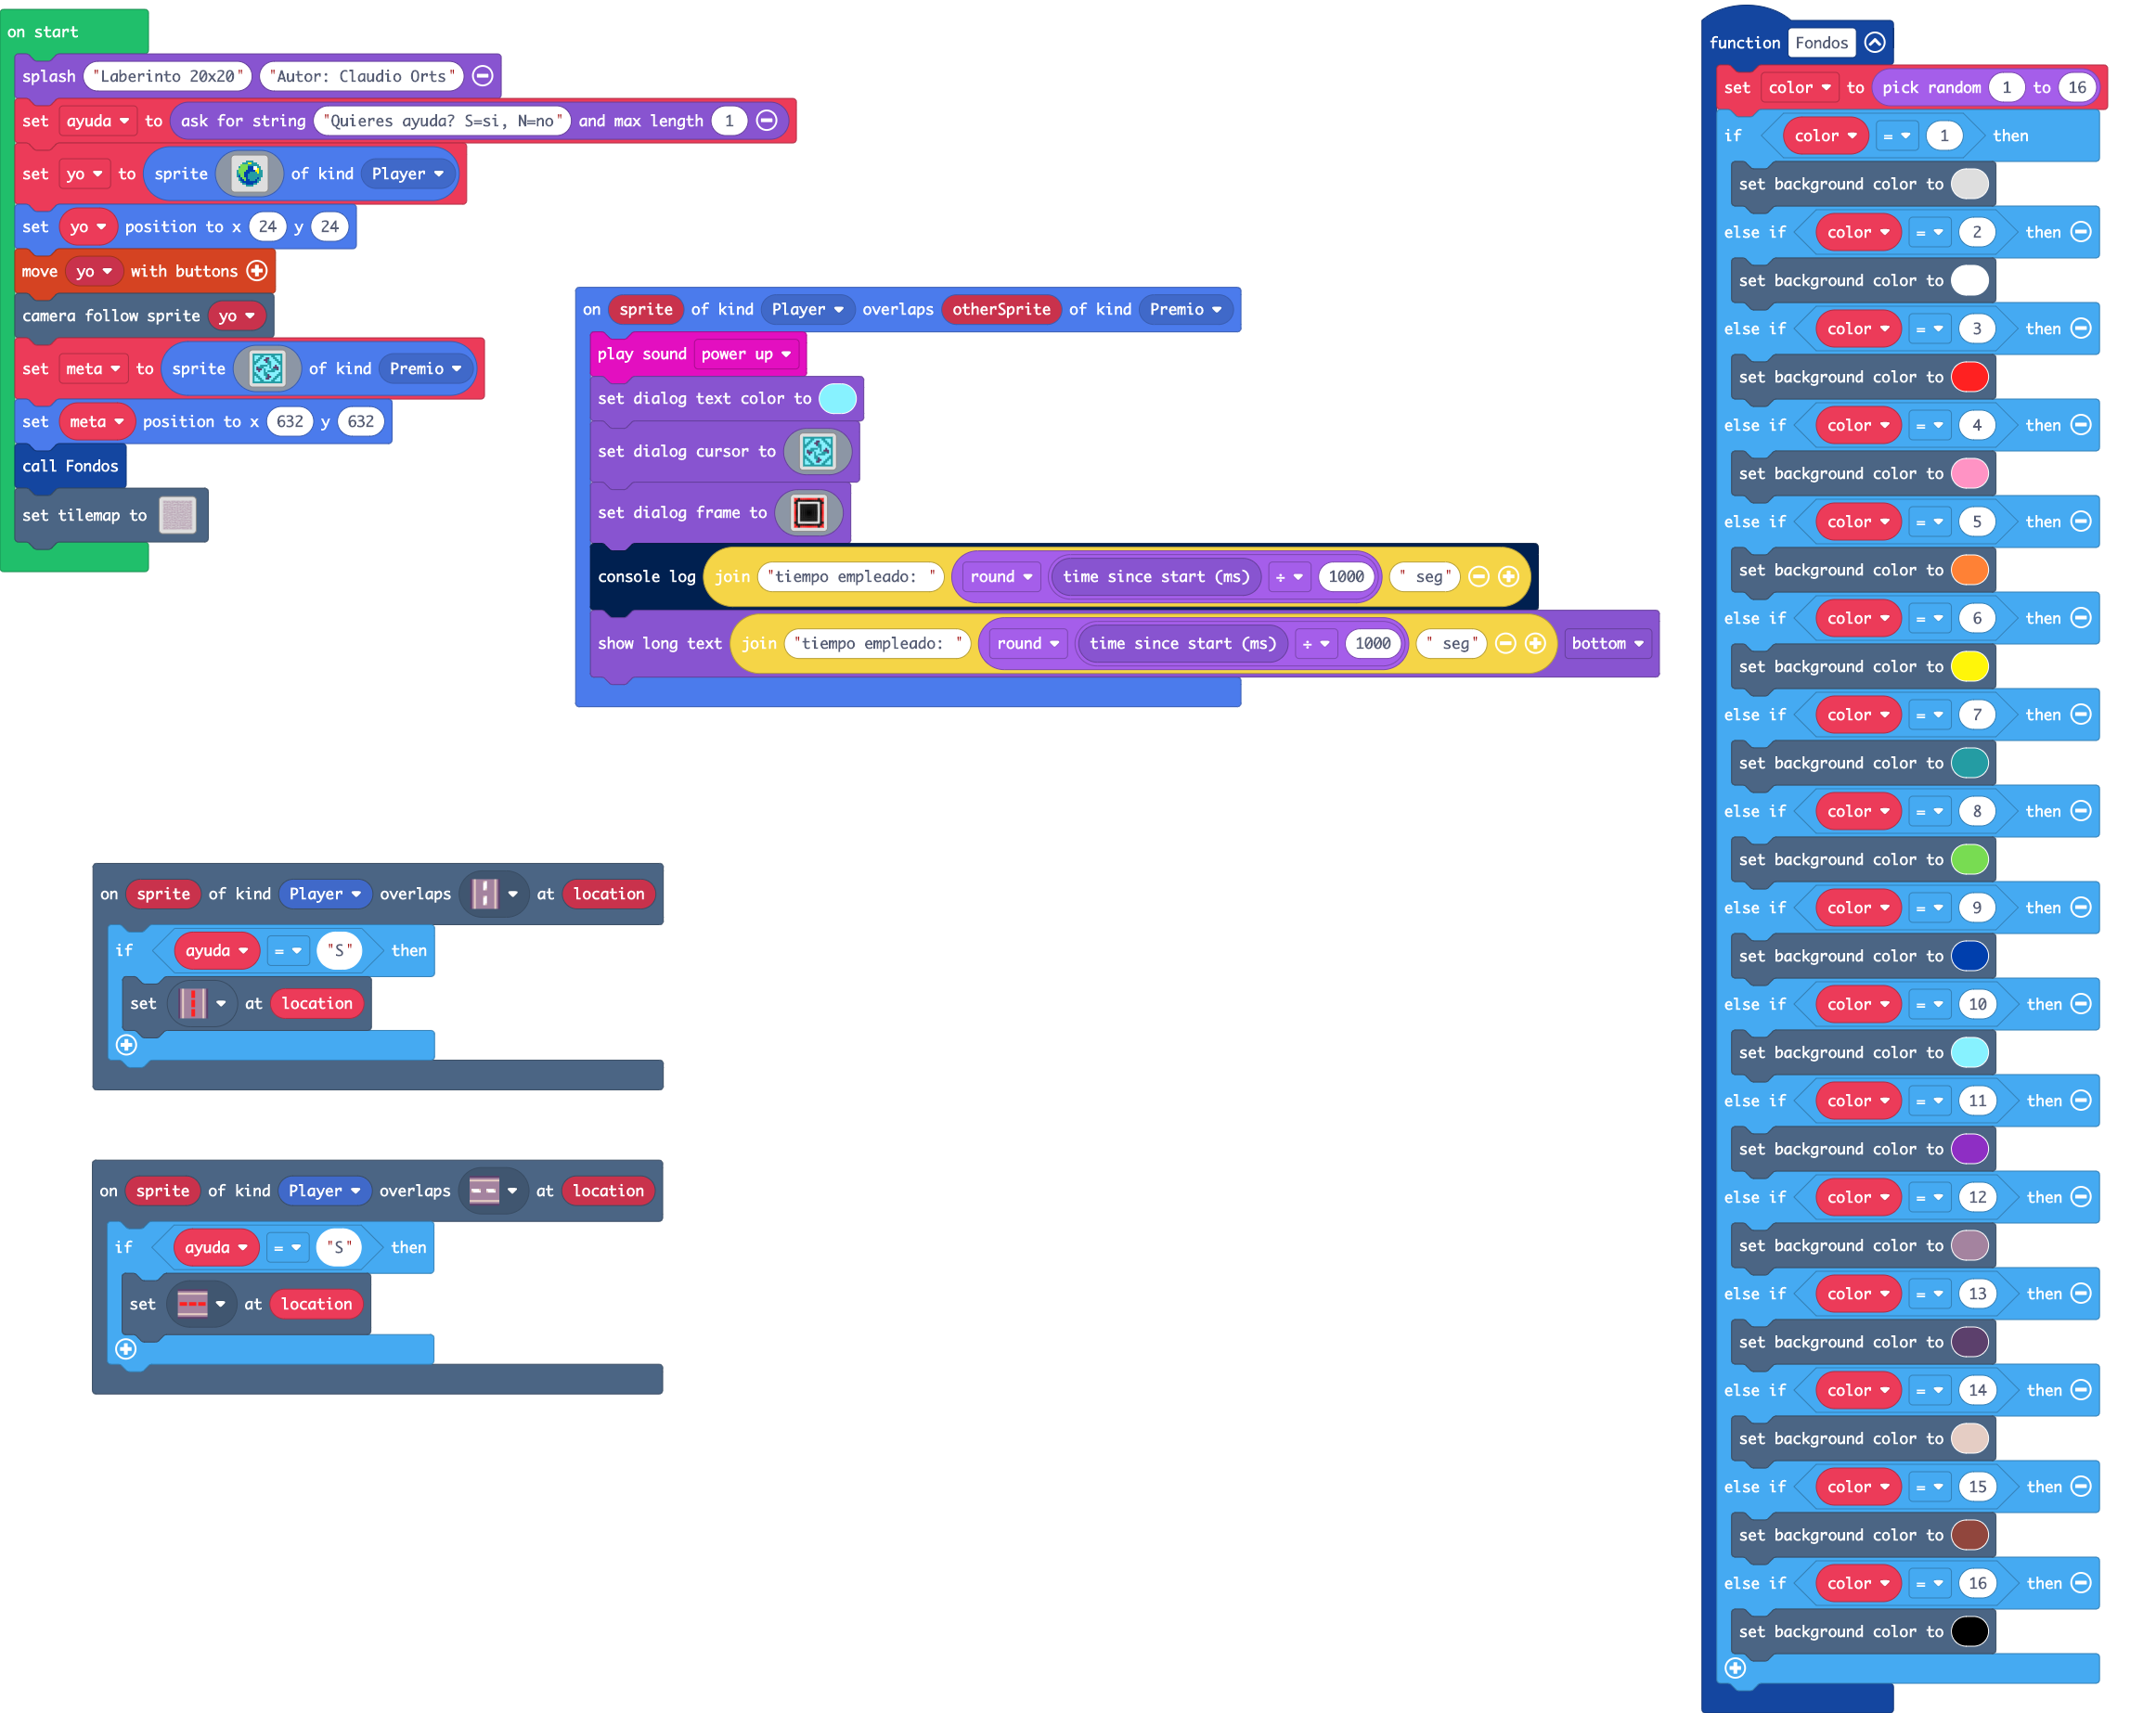 on start
splash "Laberinto 20x20" "Autor: Claudio Orts"
set ayuda to ask for string "Quieres ayuda? S=si, N=no" and max length 1
set yo to sprite of kind Player
set yo position to x 24 y 24
move yo with buttons
camera follow sprite yo
set meta to sprite of kind Premio
set meta position to x 632 y 632
call Fondos
set tilemap to
on sprite of kind Player overlaps otherSprite of kind Premio
play sound power up
set dialog text color to
set dialog cursor to
set dialog frame to
console log join "tiempo empleado: " round time since start (ms) ÷ 1000 " seg"
show long text join "tiempo empleado: " round time since start (ms) ÷ 1000 " seg" bottom
on sprite of kind Player overlaps at location
if ayuda = "S" then
set at location
on sprite of kind Player overlaps at location
if ayuda = "S" then
set at location
function Fondos
set color to pick random 1 to 16
if color = 1 then
set background color to
else if color = 2 then
set background color to
else if color = 3 then
set background color to
else if color = 4 then
set background color to
else if color = 5 then
set background color to
else if color = 6 then
set background color to
else if color = 7 then
set background color to
else if color = 8 then
set background color to
else if color = 9 then
set background color to
else if color = 10 then
set background color to
else if color = 11 then
set background color to
else if color = 12 then
set background color to
else if color = 13 then
set background color to
else if color = 14 then
set background color to
else if color = 15 then
set background color to
else if color = 16 then
set background color to